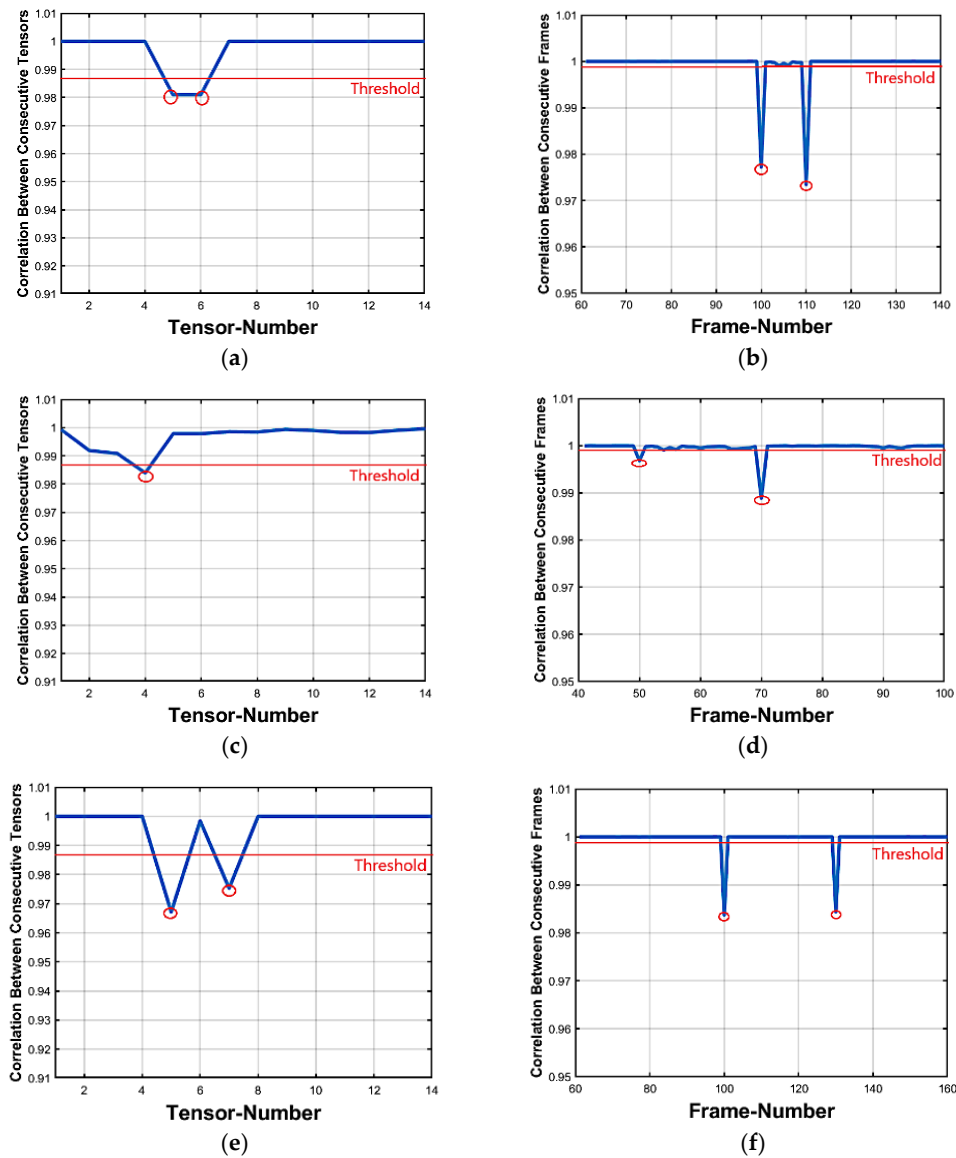 1.01
1
0.99
0.98
0.97
0.96
0.95
0.94
0.93
0.92
0.91
Correlation Between Consecutive Tensors
Threshold
2 4 6 8 10 12 14
Tensor-Number
(a)
1.01
1
0.99
0.98
0.97
0.96
0.95
Correlation Between Consecutive Frames
Threshold
60 70 80 90 100 110 120 130 140
Frame-Number
(b)
1.01
1
0.99
0.98
0.97
0.96
0.95
0.94
0.93
0.92
0.91
Correlation Between Consecutive Tensors
Threshold
2 4 6 8 10 12 14
Tensor-Number
(c)
1.01
1
0.99
0.98
0.97
0.96
0.95
Correlation Between Consecutive Frames
Threshold
40 50 60 70 80 90 100
Frame-Number
(d)
1.01
1
0.99
0.98
0.97
0.96
0.95
0.94
0.93
0.92
0.91
Correlation Between Consecutive Tensors
Threshold
2 4 6 8 10 12 14
Tensor-Number
(e)
1.01
1
0.99
0.98
0.97
0.96
0.95
Correlation Between Consecutive Frames
Threshold
60 80 100 120 140 160
Frame-Number
(f)